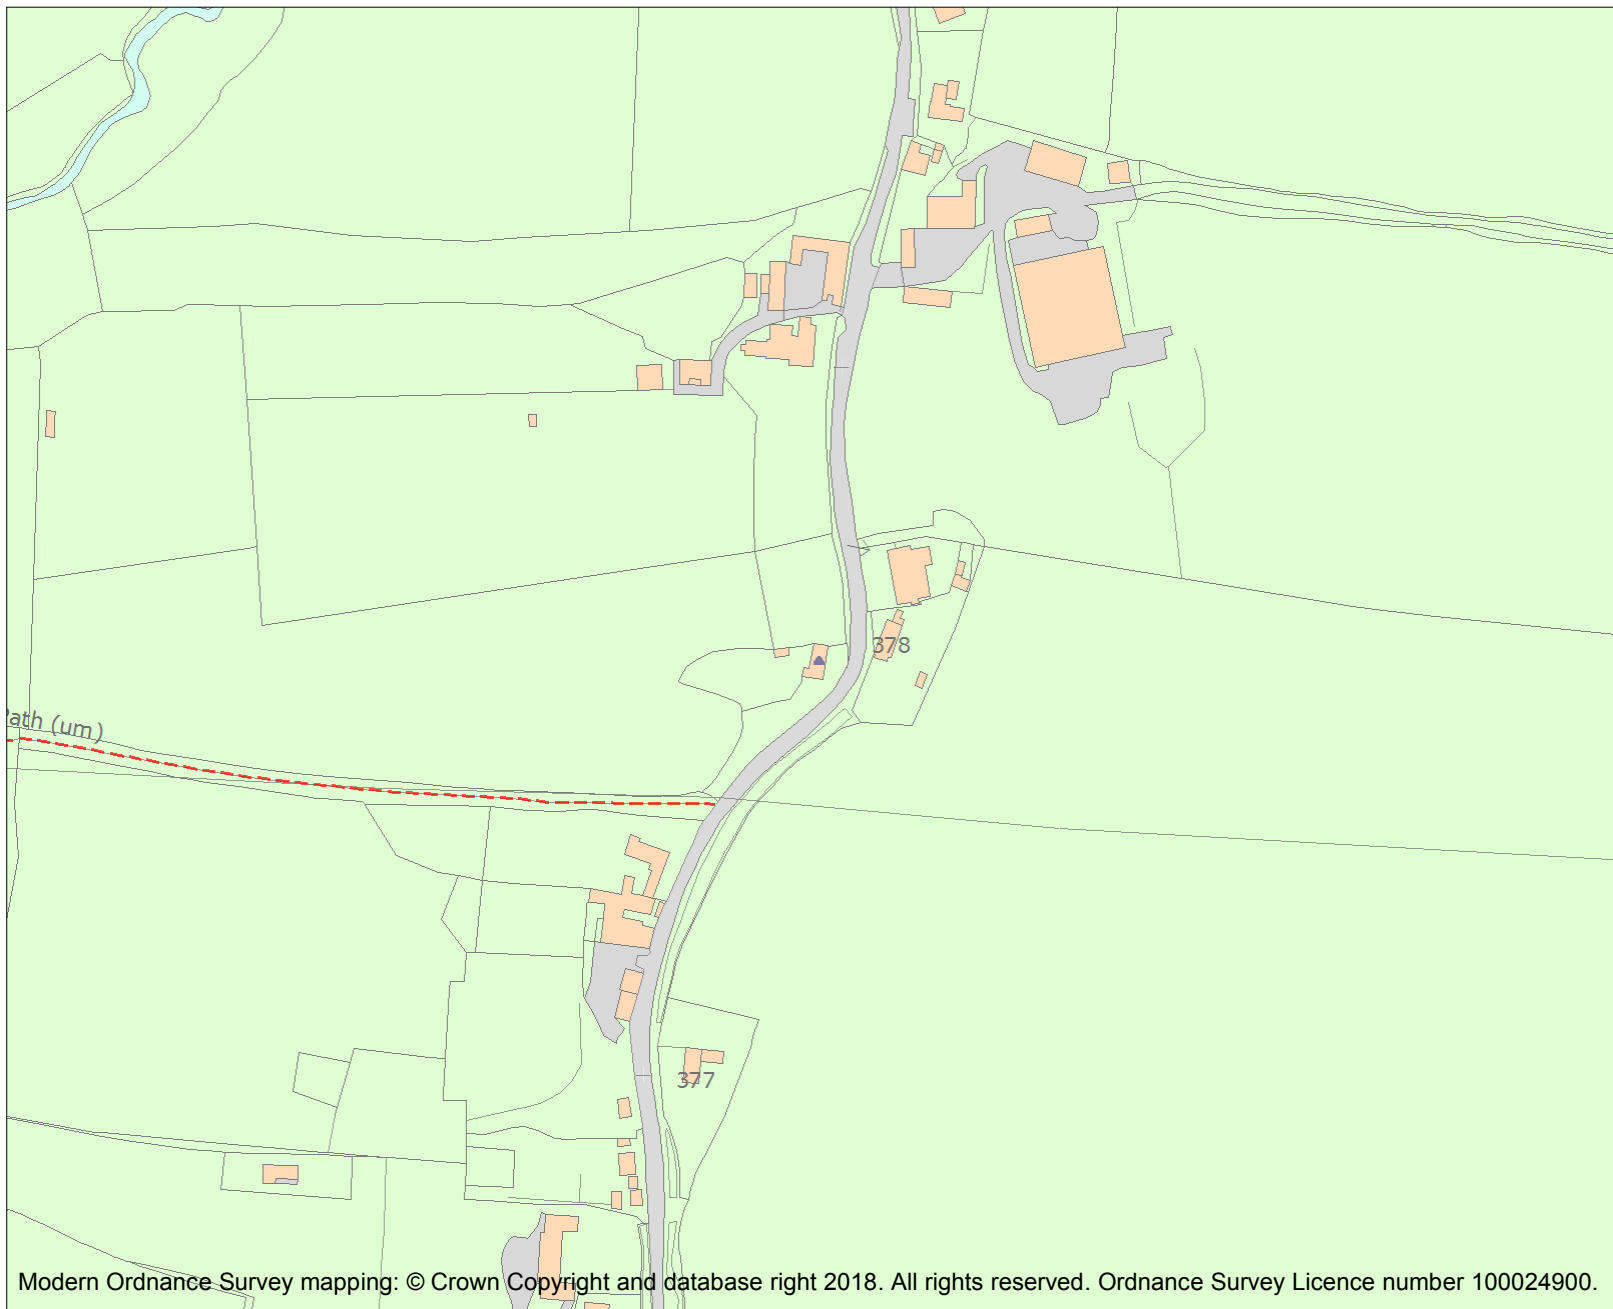 378
Path (um)
377
Modern Ordnance Survey mapping: © Crown Copyright and database right 2018. All rights reserved. Ordnance Survey Licence number 100024900.